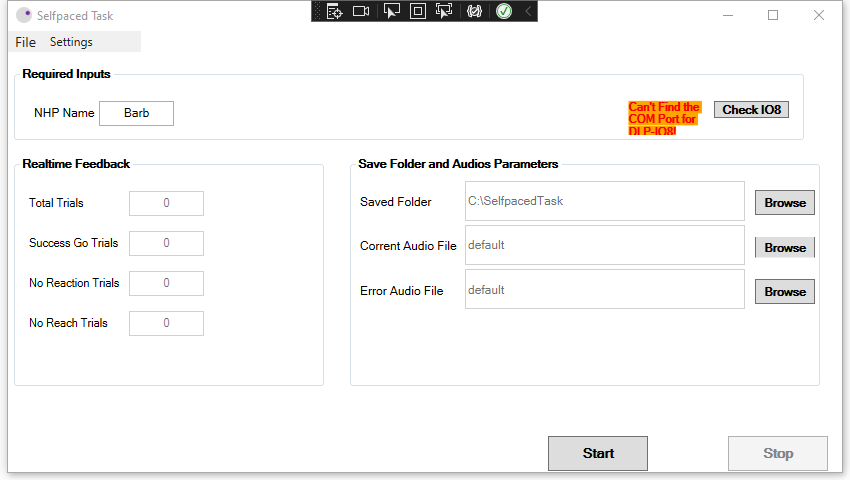 Selfpaced Task
File Settings
Required Inputs
NHP Name Barb
Can't Find the
COM Port for
DLP-IO8!
Check IO8
Realtime Feedback
Total Trials 0
Success Go Trials 0
No Reaction Trials 0
No Reach Trials 0
Save Folder and Audios Parameters
Saved Folder C:\SelfpacedTask Browse
Corrent Audio File default Browse
Error Audio File default Browse
Start Stop